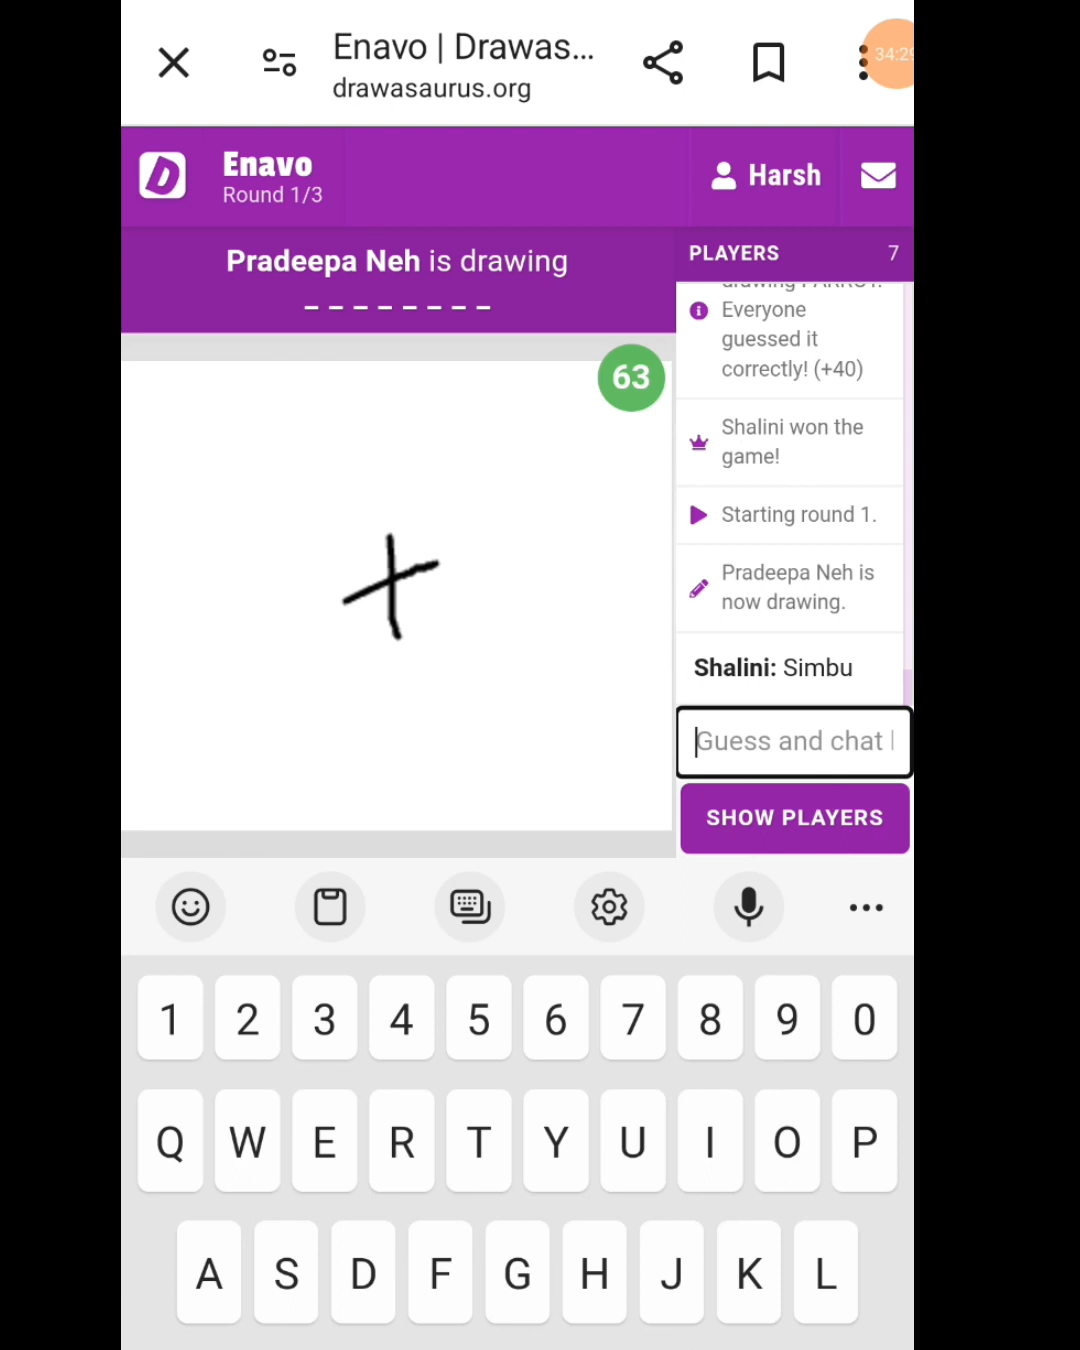 Enavo | Drawas...
drawasaurus.org
34:29
D
Enavo
Round 1/3
Harsh
Pradeepa Neh is drawing
_ _ _ _ _ _ _ _
PLAYERS 7
Everyone
guessed it
correctly! (+40)
Shalini won the
game!
Starting round 1.
Pradeepa Neh is
now drawing.
Shalini: Simbu
Guess and chat
SHOW PLAYERS
63
1 2 3 4 5 6 7 8 9 0
Q W E R T Y U I O P
A S D F G H J K L